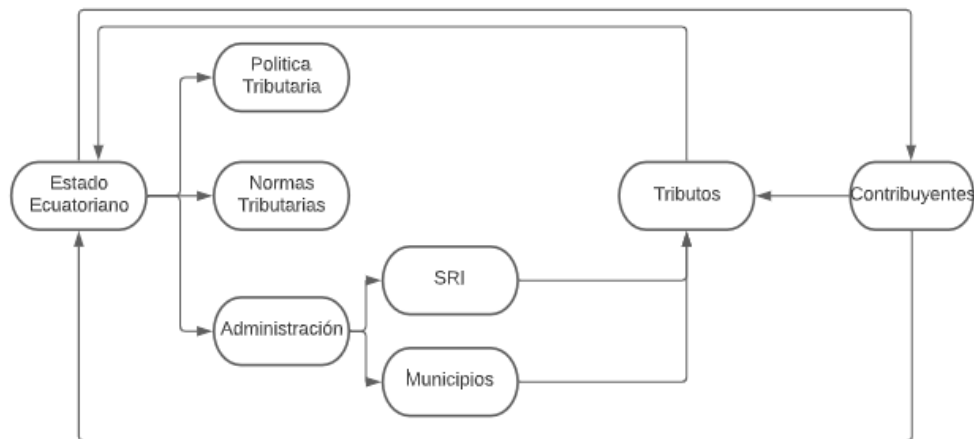 Politica
Tributaria
Estado
Ecuatoriano
Normas
Tributarias
Tributos
Contribuyentes
SRI
Administración
Municipios